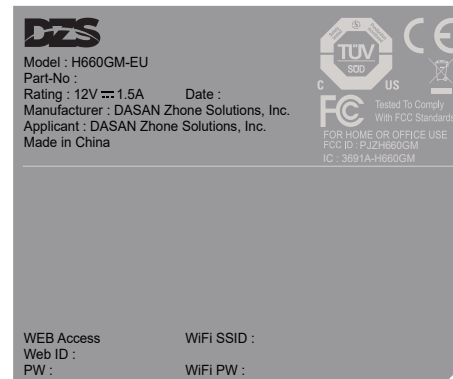 DZS
Model : H660GM-EU
Part-No :
Rating : 12V ⎓ 1.5A Date :
Manufacturer : DASAN Zhone Solutions, Inc.
Applicant : DASAN Zhone Solutions, Inc.
Made in China
TÜV
SÜD
C US
CE
FC Tested To Comply
With FCC Standards
FOR HOME OR OFFICE USE
FCC ID : PJZH660GM
IC : 3691A-H660GM
WEB Access WiFi SSID :
Web ID :
PW : WiFi PW :